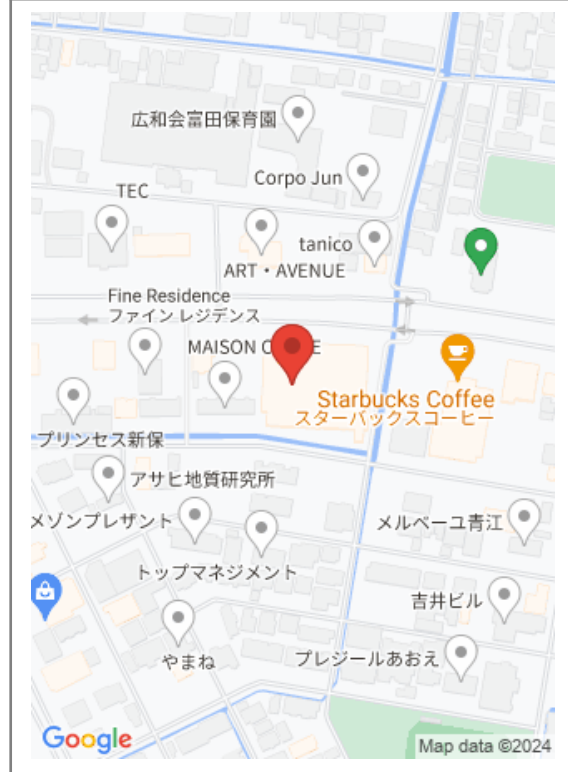 広和会富田保育園
Corpo Jun
TEC
tanico
ART・AVENUE
Fine Residence
ファイン レジデンス
MAISON
Starbucks Coffee
スターバックスコーヒー
プリンセス新保
アサヒ地質研究所
メゾンプレザント
メルベーユ青江
トップマネジメント
吉井ビル
やまね
プレジールあおえ
Google
Map data ©2024